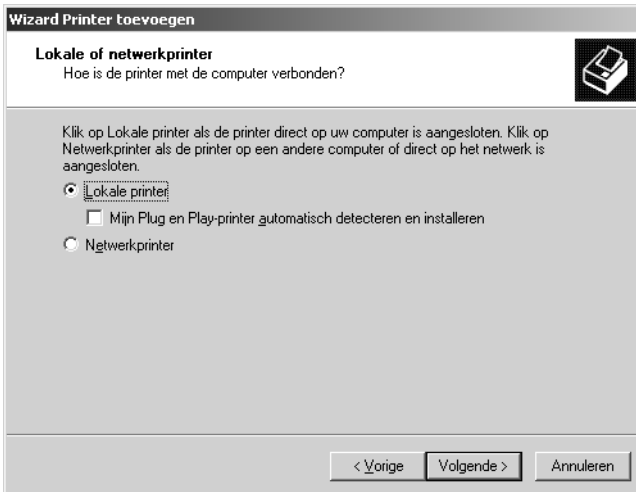 Wizard Printer toevoegen
Lokale of netwerkprinter
Hoe is de printer met de computer verbonden?
Klik op Lokale printer als de printer direct op uw computer is aangesloten. Klik op
Netwerkprinter als de printer op een andere computer of direct op het netwerk is
aangesloten.
Lokale printer
Mijn Plug en Play-printer automatisch detecteren en installeren
Netwerkprinter
< Vorige
Volgende >
Annuleren